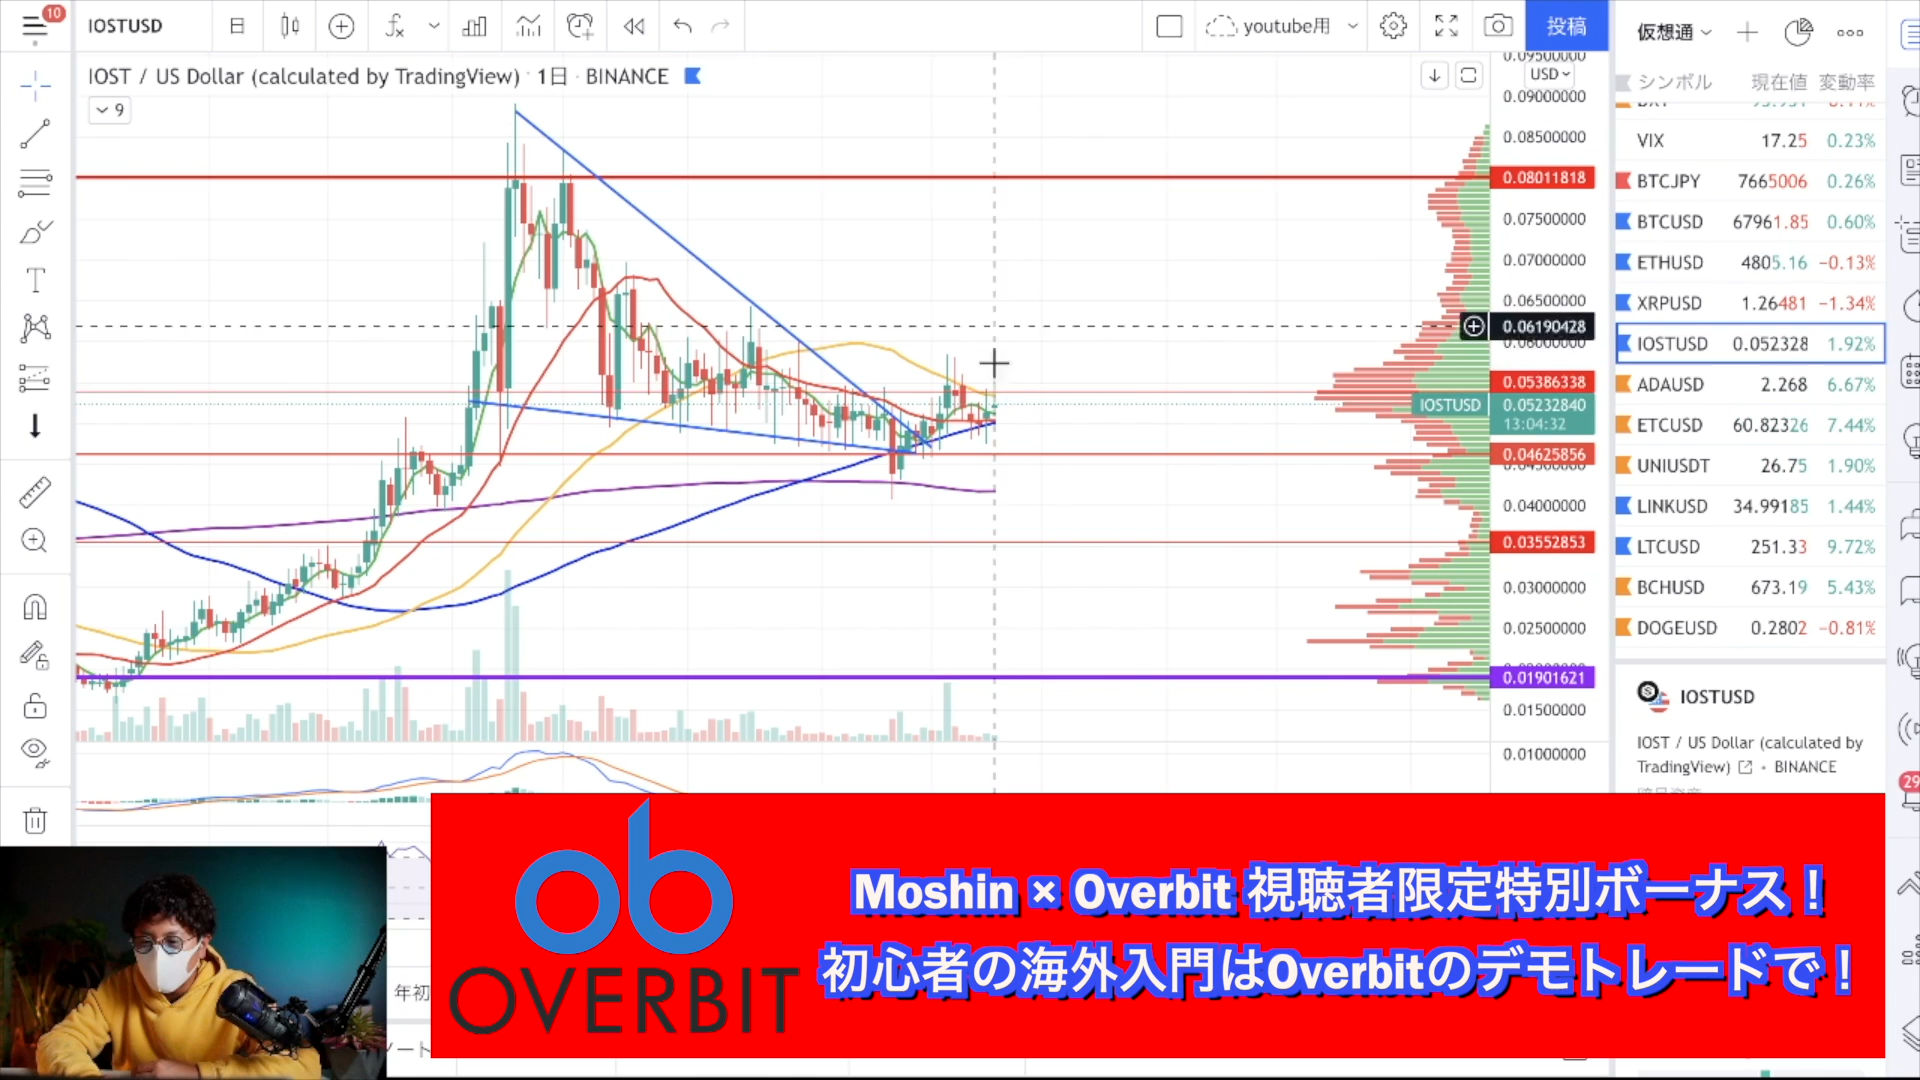 10
IOSTUSD
youtube用
投稿
仮想通
IOST / US Dollar (calculated by TradingView) · 1日 · BINANCE
9
USD
0.09500000
0.09000000
0.08500000
0.08011818
0.07500000
0.07000000
0.06500000
0.06190428
0.06000000
0.05386338
IOSTUSD 0.05232840
13:04:32
0.04625856
0.04500000
0.04000000
0.03552853
0.03000000
0.02500000
0.01901621
0.01500000
0.01000000
シンボル 現在値 変動率
VIX 17.25 0.23%
BTCJPY 7665006 0.26%
BTCUSD 67961.85 0.60%
ETHUSD 4805.16 −0.13%
XRPUSD 1.26481 −1.34%
IOSTUSD 0.052328 1.92%
ADAUSD 2.268 6.67%
ETCUSD 60.82326 7.44%
UNIUSDT 26.75 1.90%
LINKUSD 34.99185 1.44%
LTCUSD 251.33 9.72%
BCHUSD 673.19 5.43%
DOGEUSD 0.2802 −0.81%
IOSTUSD
IOST / US Dollar (calculated by
TradingView) • BINANCE
29
年初
ート
ob
OVERBIT
Moshin × Overbit 視聴者限定特別ボーナス！
初心者の海外入門はOverbitのデモトレードで！